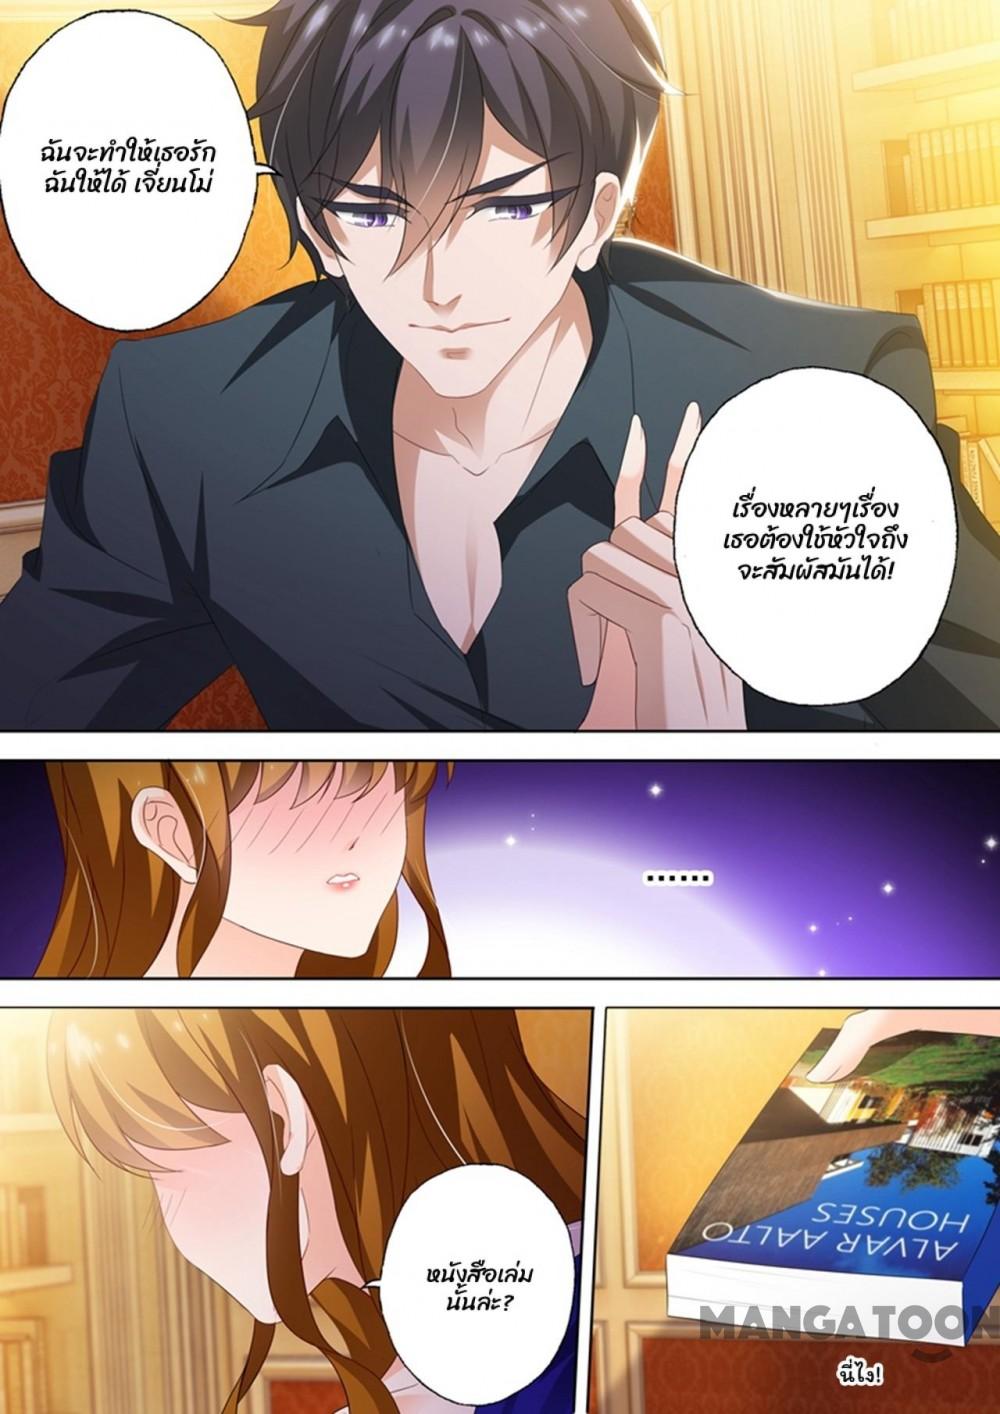 ฉันจะทำให้เธอรัก
ฉันให้ได้ เจี่ยนโม่
เรื่องหลายๆเรื่อง
เธอต้องใช้หัวใจถึง
จะสัมผัสมันได้!
......
หนังสือเล่ม
นั้นล่ะ?
ALVAR AALTO
HOUSES
MANGATOON
นี่ไง!